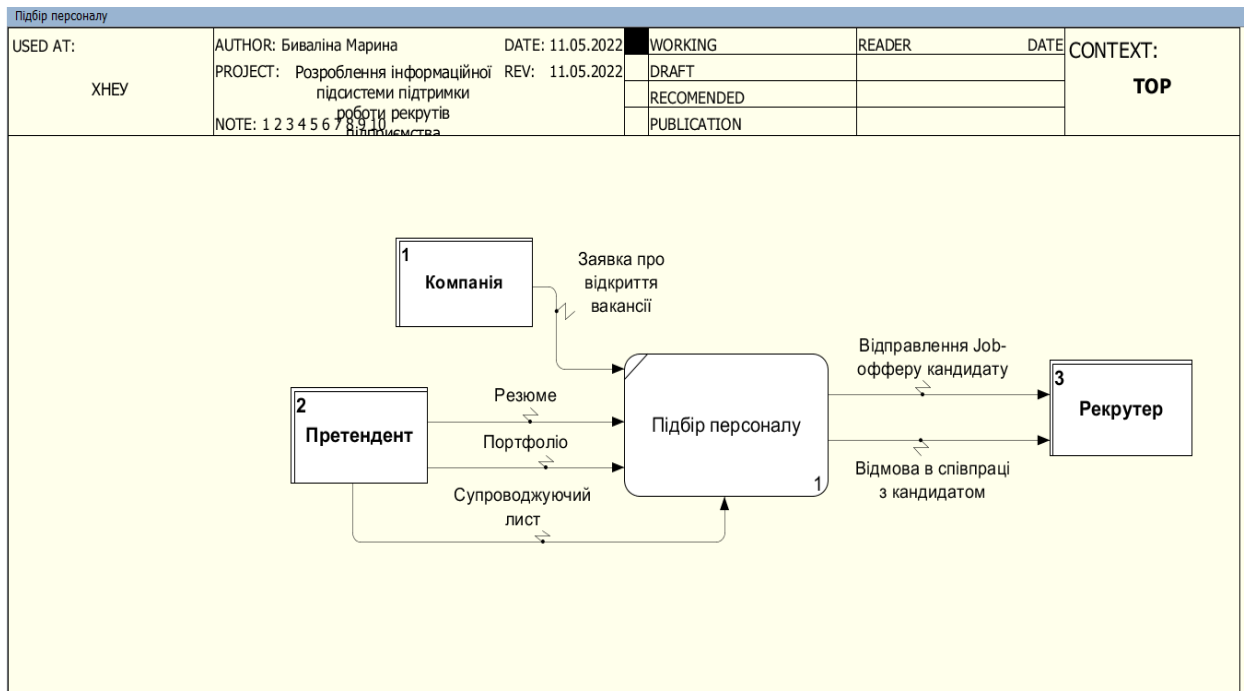 Підбір персоналу
USED AT:
ХНЕУ
AUTHOR: Биваліна Марина
DATE: 11.05.2022
PROJECT: Розроблення інформаційної
підсистеми підтримки
роботи рекрутів
підприємства
REV: 11.05.2022
NOTE: 1 2 3 4 5 6 7 8 9 10
WORKING
DRAFT
RECOMENDED
PUBLICATION
READER
DATE
CONTEXT:
TOP
1
Компанія
Заявка про
відкриття
вакансії
2
Претендент
Резюме
Портфоліо
Супроводжуючий
лист
Підбір персоналу
1
Відправлення Job-
офферу кандидату
Відмова в співпраці
з кандидатом
3
Рекрутер